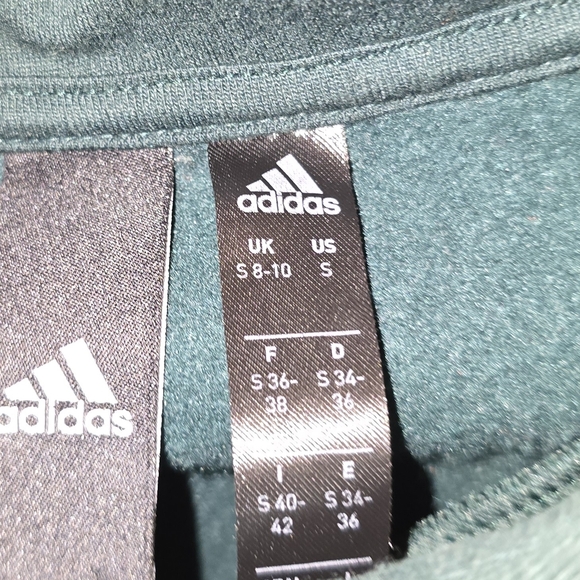 adidas
UK US
S 8-10 S
F D
S 36- S 34-
38 36
I E
S 40- S 34-
42 36
adidas